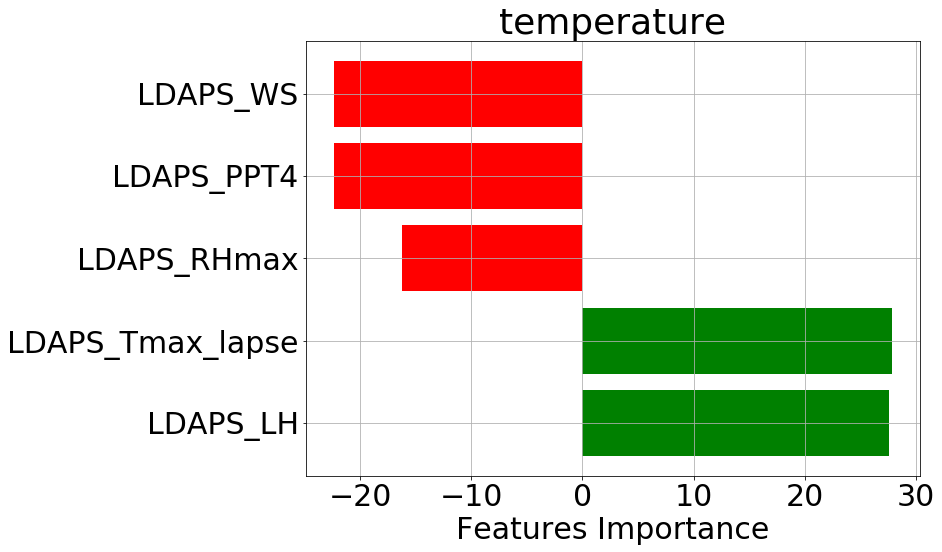 temperature
LDAPS_WS
LDAPS_PPT4
LDAPS_RHmax
LDAPS_Tmax_lapse
LDAPS_LH
−20 −10 0 10 20 30
Features Importance